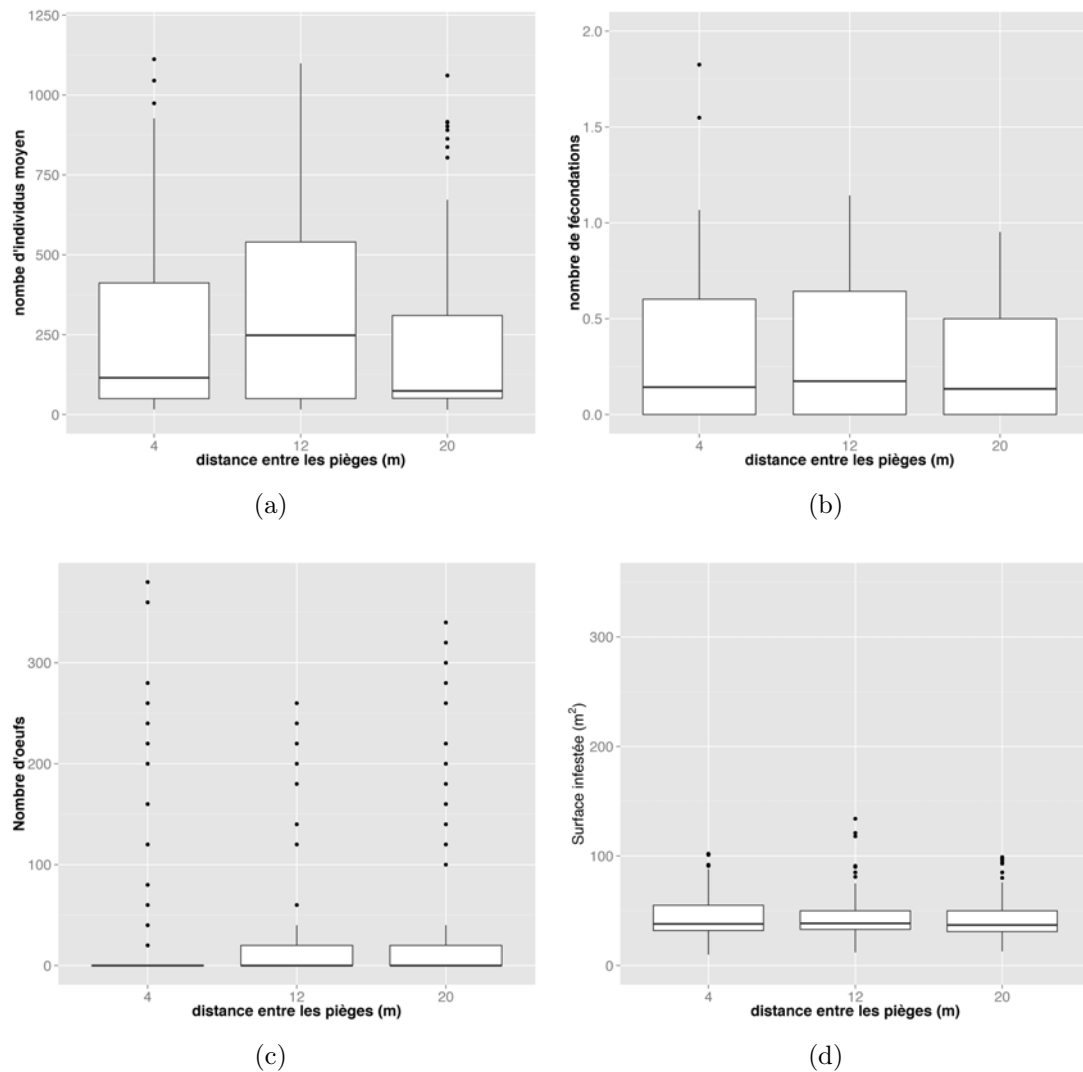 1250
1000
750
500
250
0
nombe d'individus moyen
4 12 20
distance entre les pièges (m)
(a)
2.0
1.5
1.0
0.5
0.0
nombre de fécondations
4 12 20
distance entre les pièges (m)
(b)
300
200
100
0
Nombre d'oeufs
4 12 20
distance entre les pièges (m)
(c)
300
200
100
0
Surface infestée (m²)
4 12 20
distance entre les pièges (m)
(d)